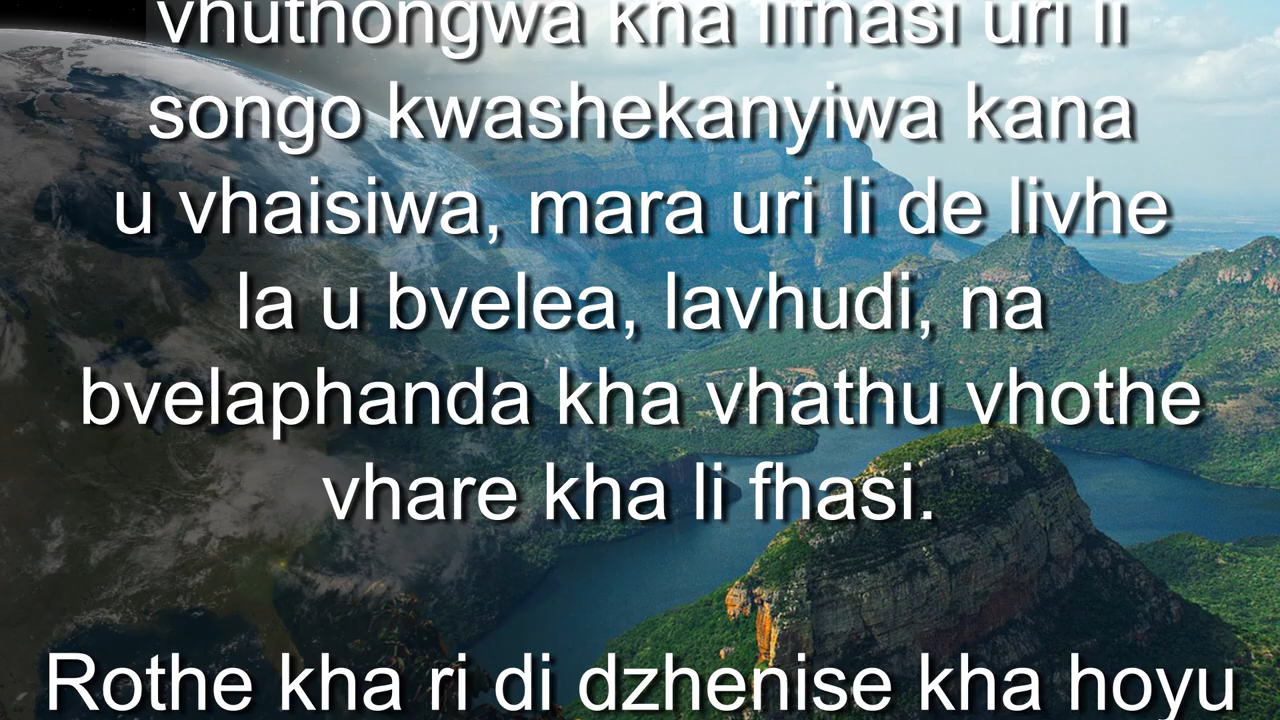 vhuthongwa kha lifhasi uri li
songo kwashekanyiwa kana
u vhaisiwa, mara uri li de livhe
la u bvelea, lavhudi, na
bvelaphanda kha vhathu vhothe
vhare kha li fhasi.
Rothe kha ri di dzhenise kha hoyu